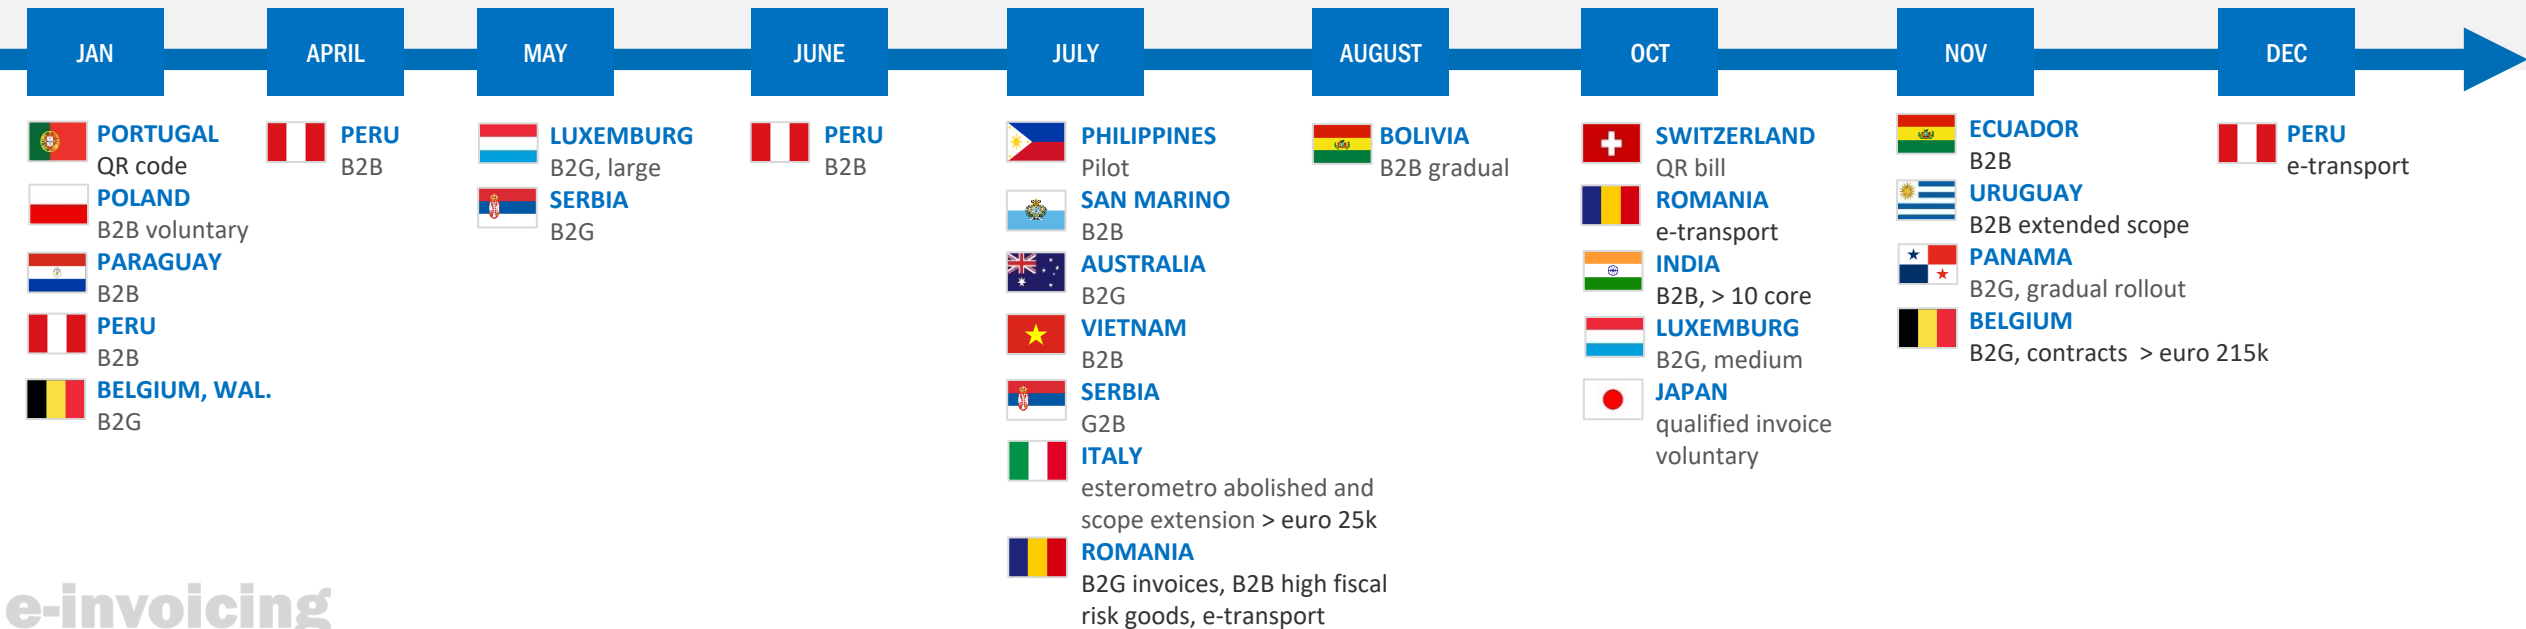 JAN
APRIL
MAY
JUNE
JULY
AUGUST
OCT
NOV
DEC
PORTUGAL
QR code
POLAND
B2B voluntary
PARAGUAY
B2B
PERU
B2B
BELGIUM, WAL.
B2G
PERU
B2B
LUXEMBURG
B2G, large
SERBIA
B2G
PERU
B2B
PHILIPPINES
Pilot
SAN MARINO
B2B
AUSTRALIA
B2G
VIETNAM
B2B
SERBIA
G2B
ITALY
esterometro abolished and
scope extension > euro 25k
ROMANIA
B2G invoices, B2B high fiscal
risk goods, e-transport
BOLIVIA
B2B gradual
SWITZERLAND
QR bill
ROMANIA
e-transport
INDIA
B2B, > 10 core
LUXEMBURG
B2G, medium
JAPAN
qualified invoice
voluntary
ECUADOR
B2B
URUGUAY
B2B extended scope
PANAMA
B2G, gradual rollout
BELGIUM
B2G, contracts > euro 215k
PERU
e-transport
e-invoicing